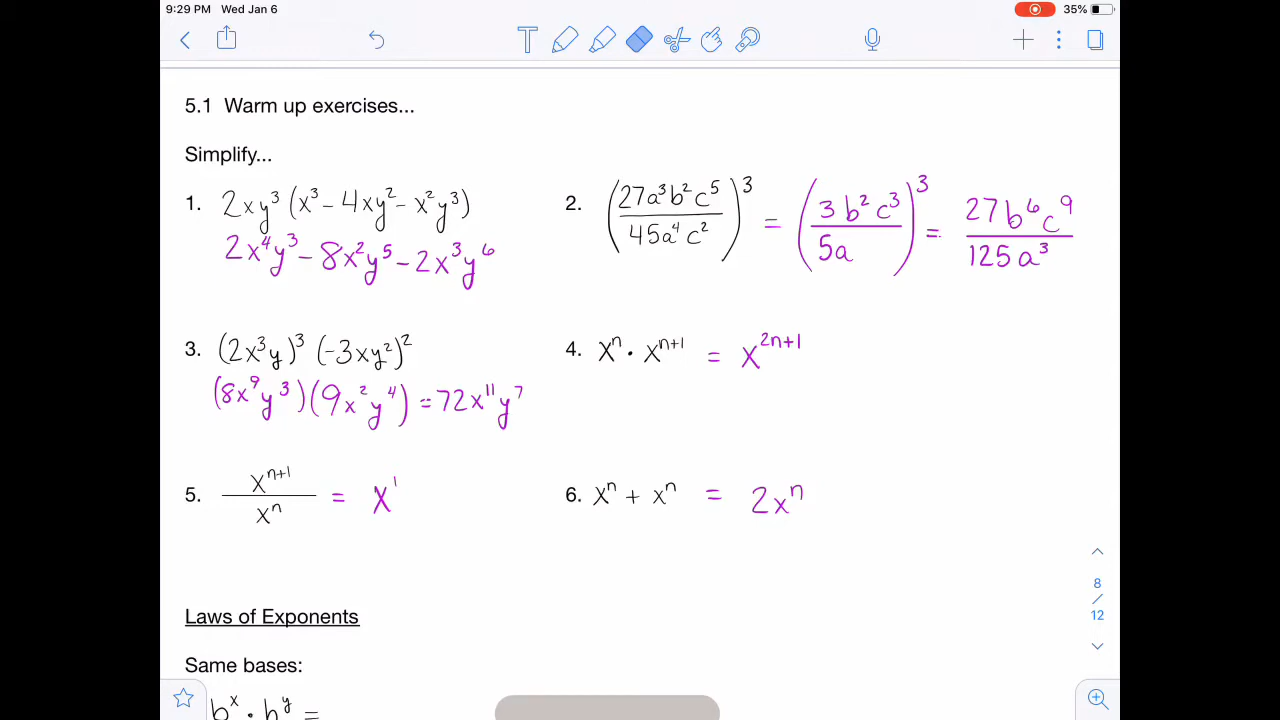 9:29 PM Wed Jan 6 35%
T
5.1 Warm up exercises...
Simplify...
1. 2xy³ (x³ - 4xy² - x²y³)
2x⁴y³ - 8x²y⁵ - 2x³y⁶
2. (27a³b²c⁵ / 45a⁴c²)³ = (3b²c³ / 5a)³ = 27b⁶c⁹ / 125a³
3. (2x³y)³ (-3xy²)²
(8x⁹y³)(9x²y⁴) = 72x¹¹y⁷
4. xⁿ · xⁿ⁺¹ = x²ⁿ⁺¹
5. xⁿ⁺¹ / xⁿ = x¹
6. xⁿ + xⁿ = 2xⁿ
8 / 12
Laws of Exponents
Same bases:
bˣ · bʸ =